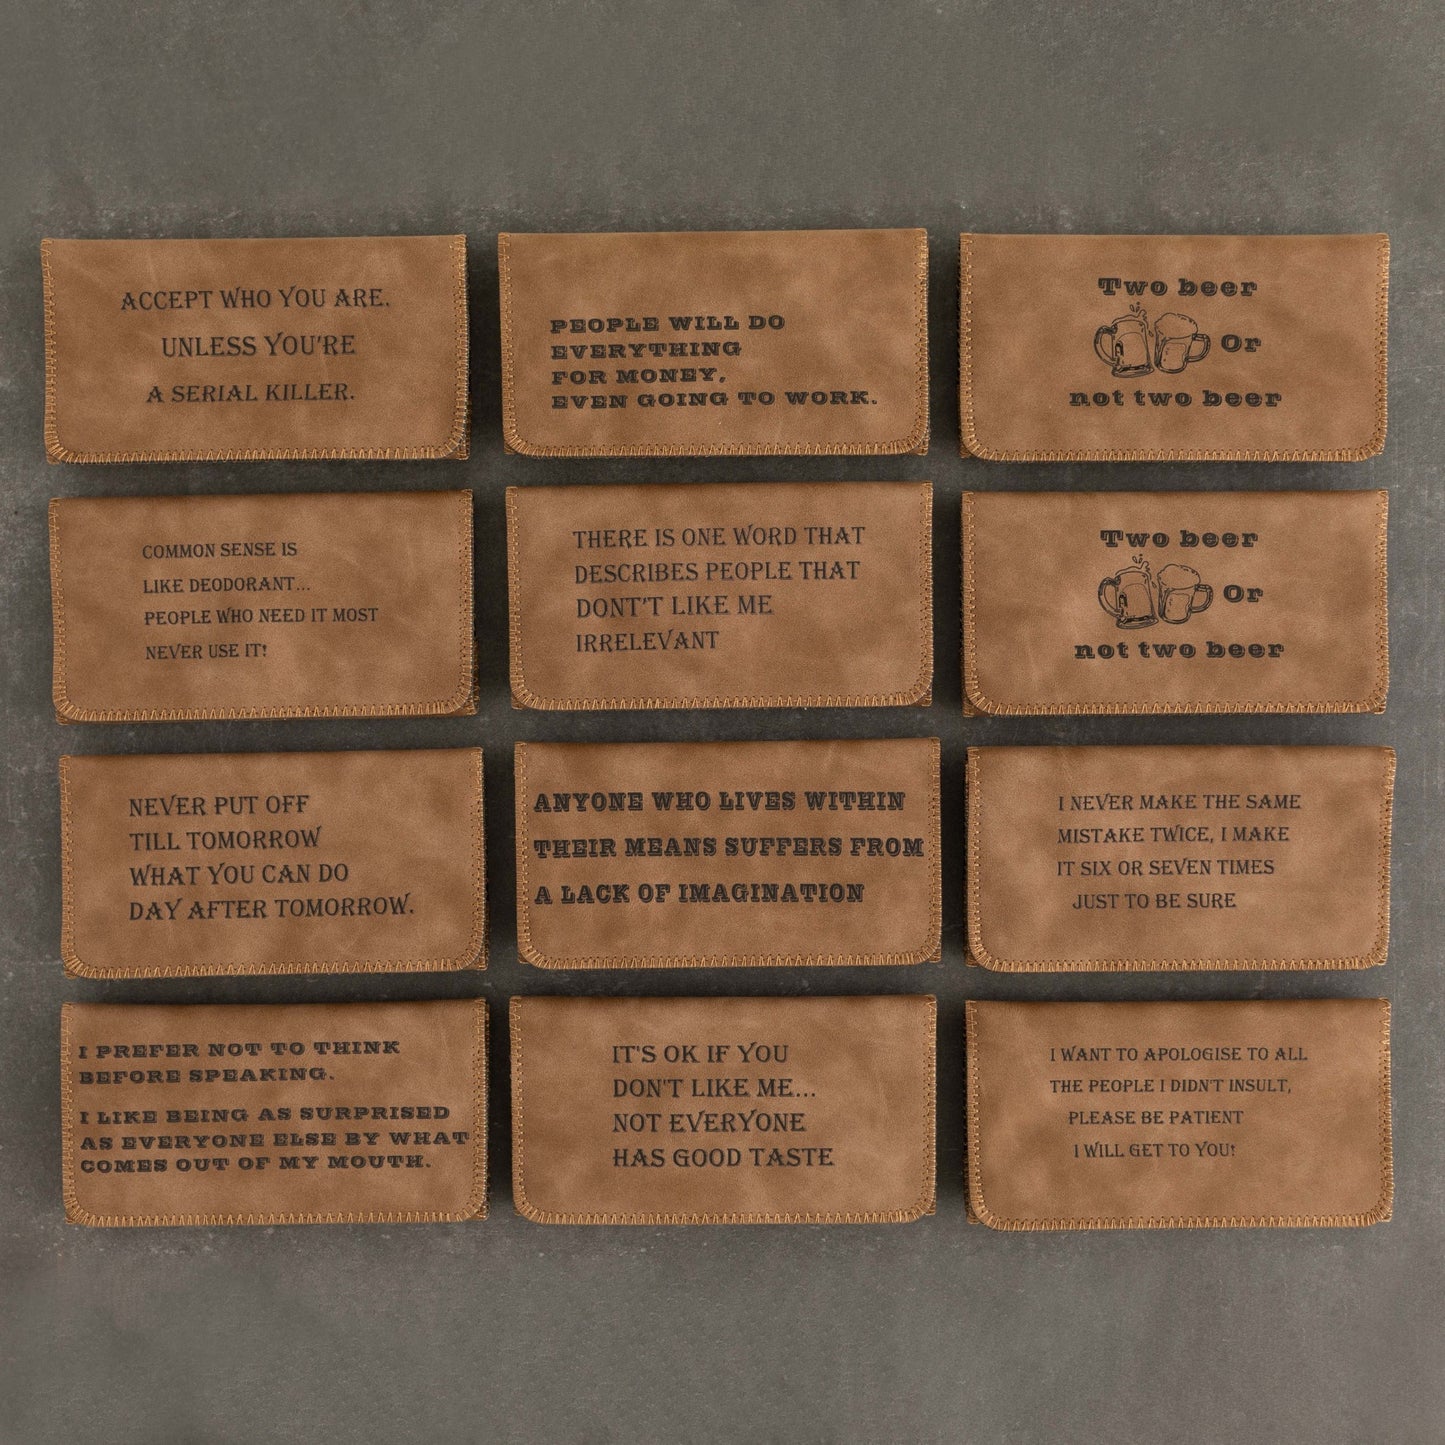 ACCEPT WHO YOU ARE.
UNLESS YOU'RE
A SERIAL KILLER.
PEOPLE WILL DO
EVERYTHING
FOR MONEY,
EVEN GOING TO WORK.
Two beer
Or
not two beer
COMMON SENSE IS
LIKE DEODORANT...
PEOPLE WHO NEED IT MOST
NEVER USE IT!
THERE IS ONE WORD THAT
DESCRIBES PEOPLE THAT
DONT'T LIKE ME
IRRELEVANT
Two beer
Or
not two beer
NEVER PUT OFF
TILL TOMORROW
WHAT YOU CAN DO
DAY AFTER TOMORROW.
ANYONE WHO LIVES WITHIN
THEIR MEANS SUFFERS FROM
A LACK OF IMAGINATION
I NEVER MAKE THE SAME
MISTAKE TWICE, I MAKE
IT SIX OR SEVEN TIMES
JUST TO BE SURE
I PREFER NOT TO THINK
BEFORE SPEAKING.
I LIKE BEING AS SURPRISED
AS EVERYONE ELSE BY WHAT
COMES OUT OF MY MOUTH.
IT'S OK IF YOU
DON'T LIKE ME...
NOT EVERYONE
HAS GOOD TASTE
I WANT TO APOLOGISE TO ALL
THE PEOPLE I DIDN'T INSULT,
PLEASE BE PATIENT
I WILL GET TO YOU!